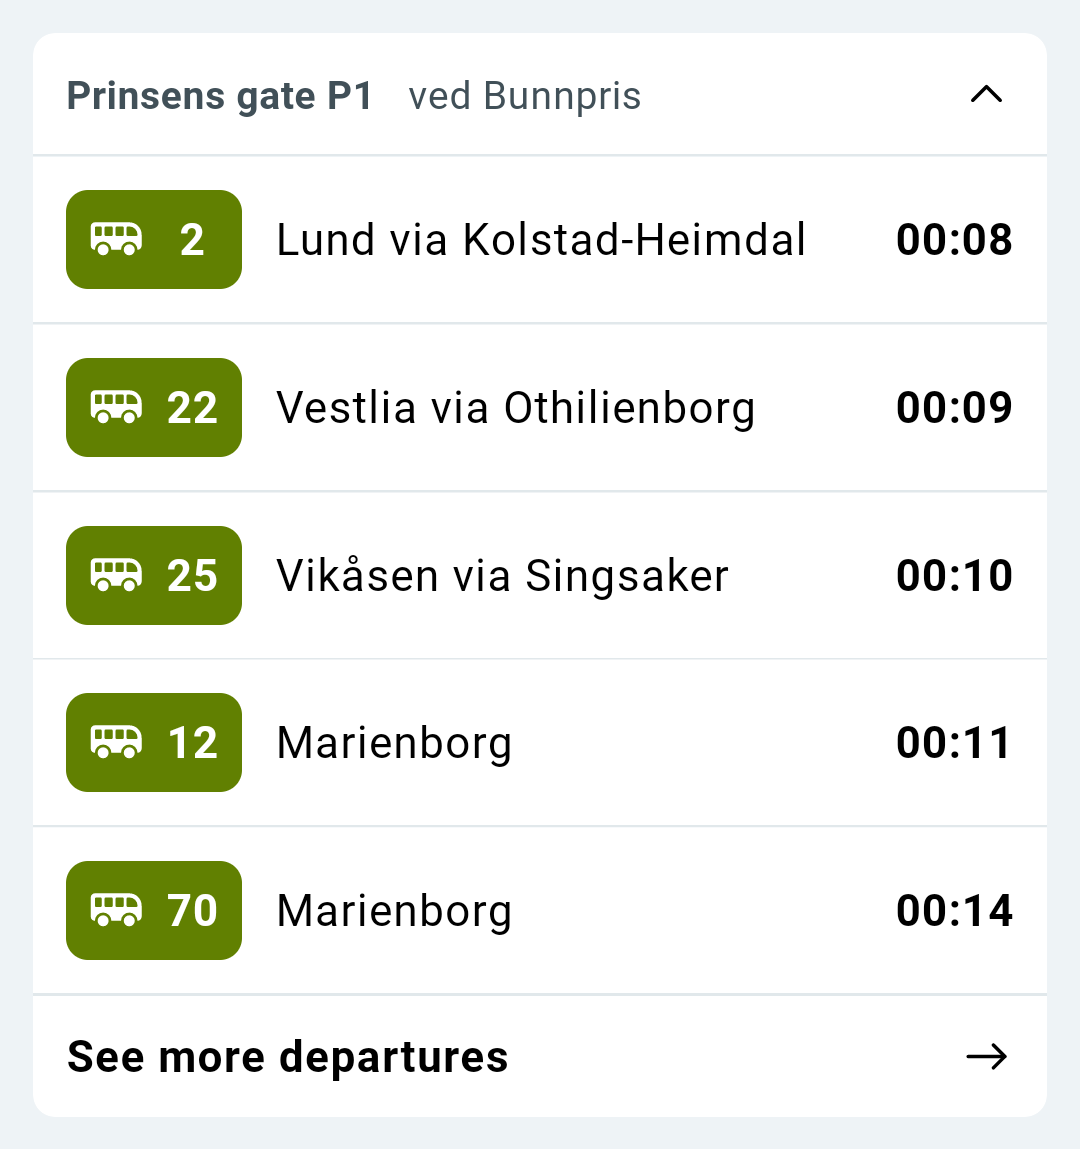 Prinsens gate P1 ved Bunnpris
2 Lund via Kolstad-Heimdal 00:08
22 Vestlia via Othilienborg 00:09
25 Vikåsen via Singsaker 00:10
12 Marienborg 00:11
70 Marienborg 00:14
See more departures